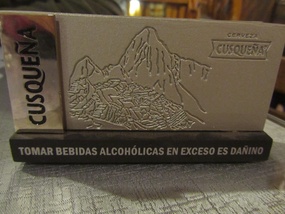 CUSQUEÑA
CERVEZA
CUSQUEÑA
TOMAR BEBIDAS ALCOHÓLICAS EN EXCESO ES DAÑINO